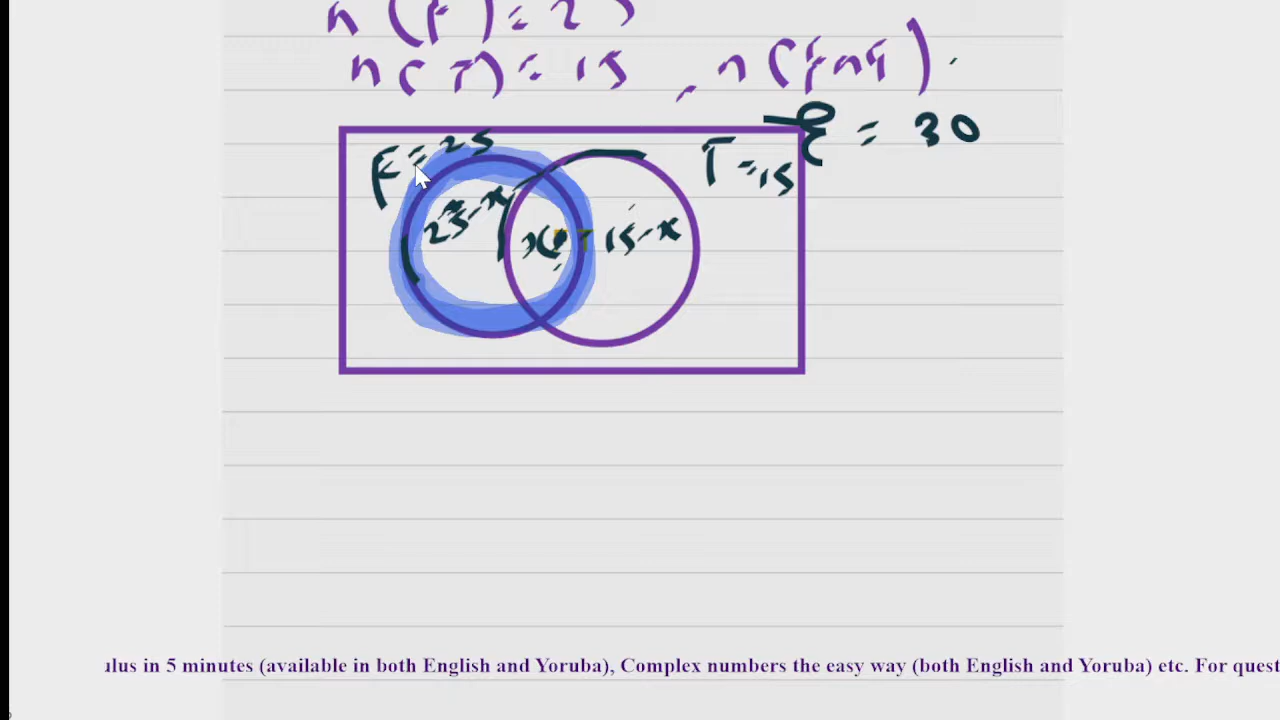 n(F) = 25
n(T) = 15 , n(FnT)
ξ = 30
F=25
T=15
25-x
x
15-x
ulus in 5 minutes (available in both English and Yoruba), Complex numbers the easy way (both English and Yoruba) etc. For quest